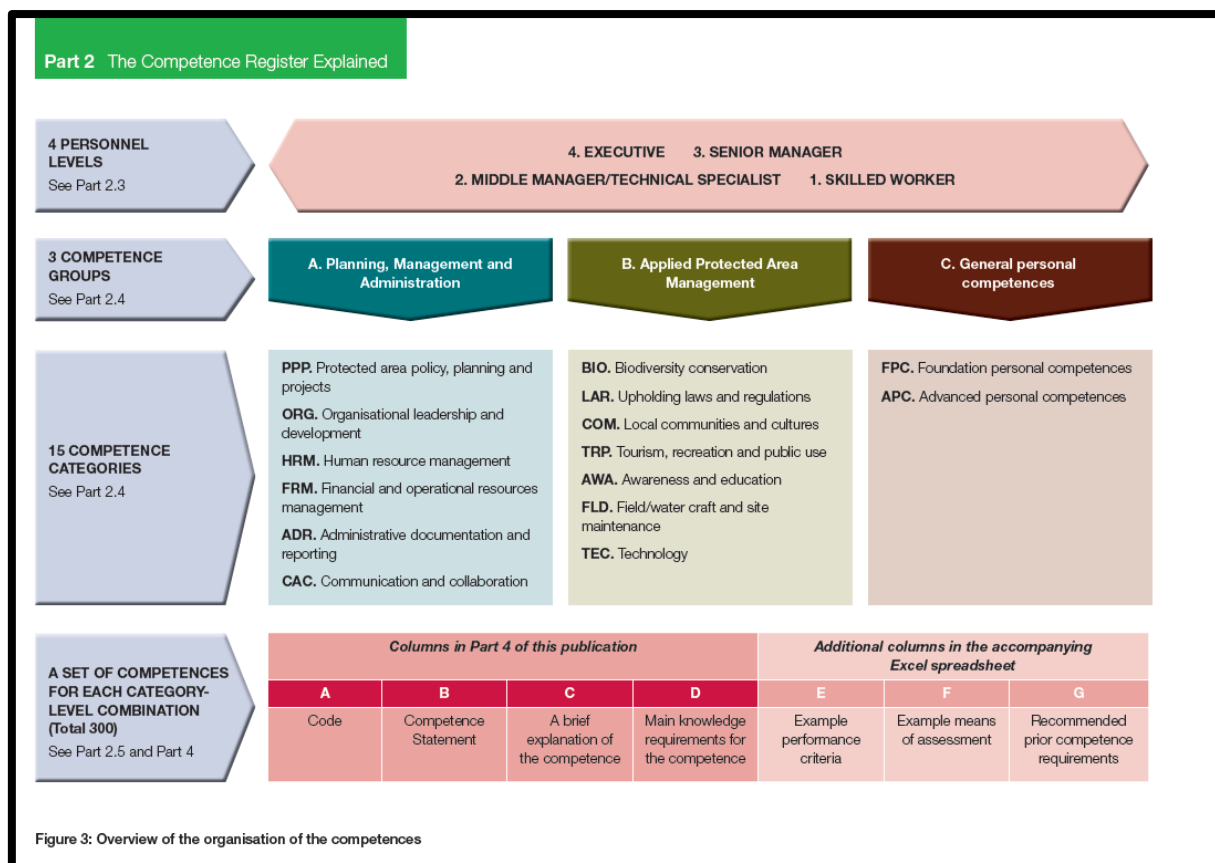 Part 2 The Competence Register Explained
4 PERSONNEL
LEVELS
See Part 2.3
4. EXECUTIVE 3. SENIOR MANAGER
2. MIDDLE MANAGER/TECHNICAL SPECIALIST 1. SKILLED WORKER
3 COMPETENCE
GROUPS
See Part 2.4
A. Planning, Management and
Administration
B. Applied Protected Area
Management
C. General personal
competences
15 COMPETENCE
CATEGORIES
See Part 2.4
PPP. Protected area policy, planning and
projects
ORG. Organisational leadership and
development
HRM. Human resource management
FRM. Financial and operational resources
management
ADR. Administrative documentation and
reporting
CAC. Communication and collaboration
BIO. Biodiversity conservation
LAR. Upholding laws and regulations
COM. Local communities and cultures
TRP. Tourism, recreation and public use
AWA. Awareness and education
FLD. Field/water craft and site
maintenance
TEC. Technology
FPC. Foundation personal competences
APC. Advanced personal competences
A SET OF COMPETENCES
FOR EACH CATEGORY-
LEVEL COMBINATION
(Total 300)
See Part 2.5 and Part 4
Columns in Part 4 of this publication
Additional columns in the accompanying
Excel spreadsheet
A
B
C
D
E
F
G
Code
Competence
Statement
A brief
explanation of
the competence
Main knowledge
requirements for
the competence
Example
performance
criteria
Example means
of assessment
Recommended
prior competence
requirements
Figure 3: Overview of the organisation of the competences